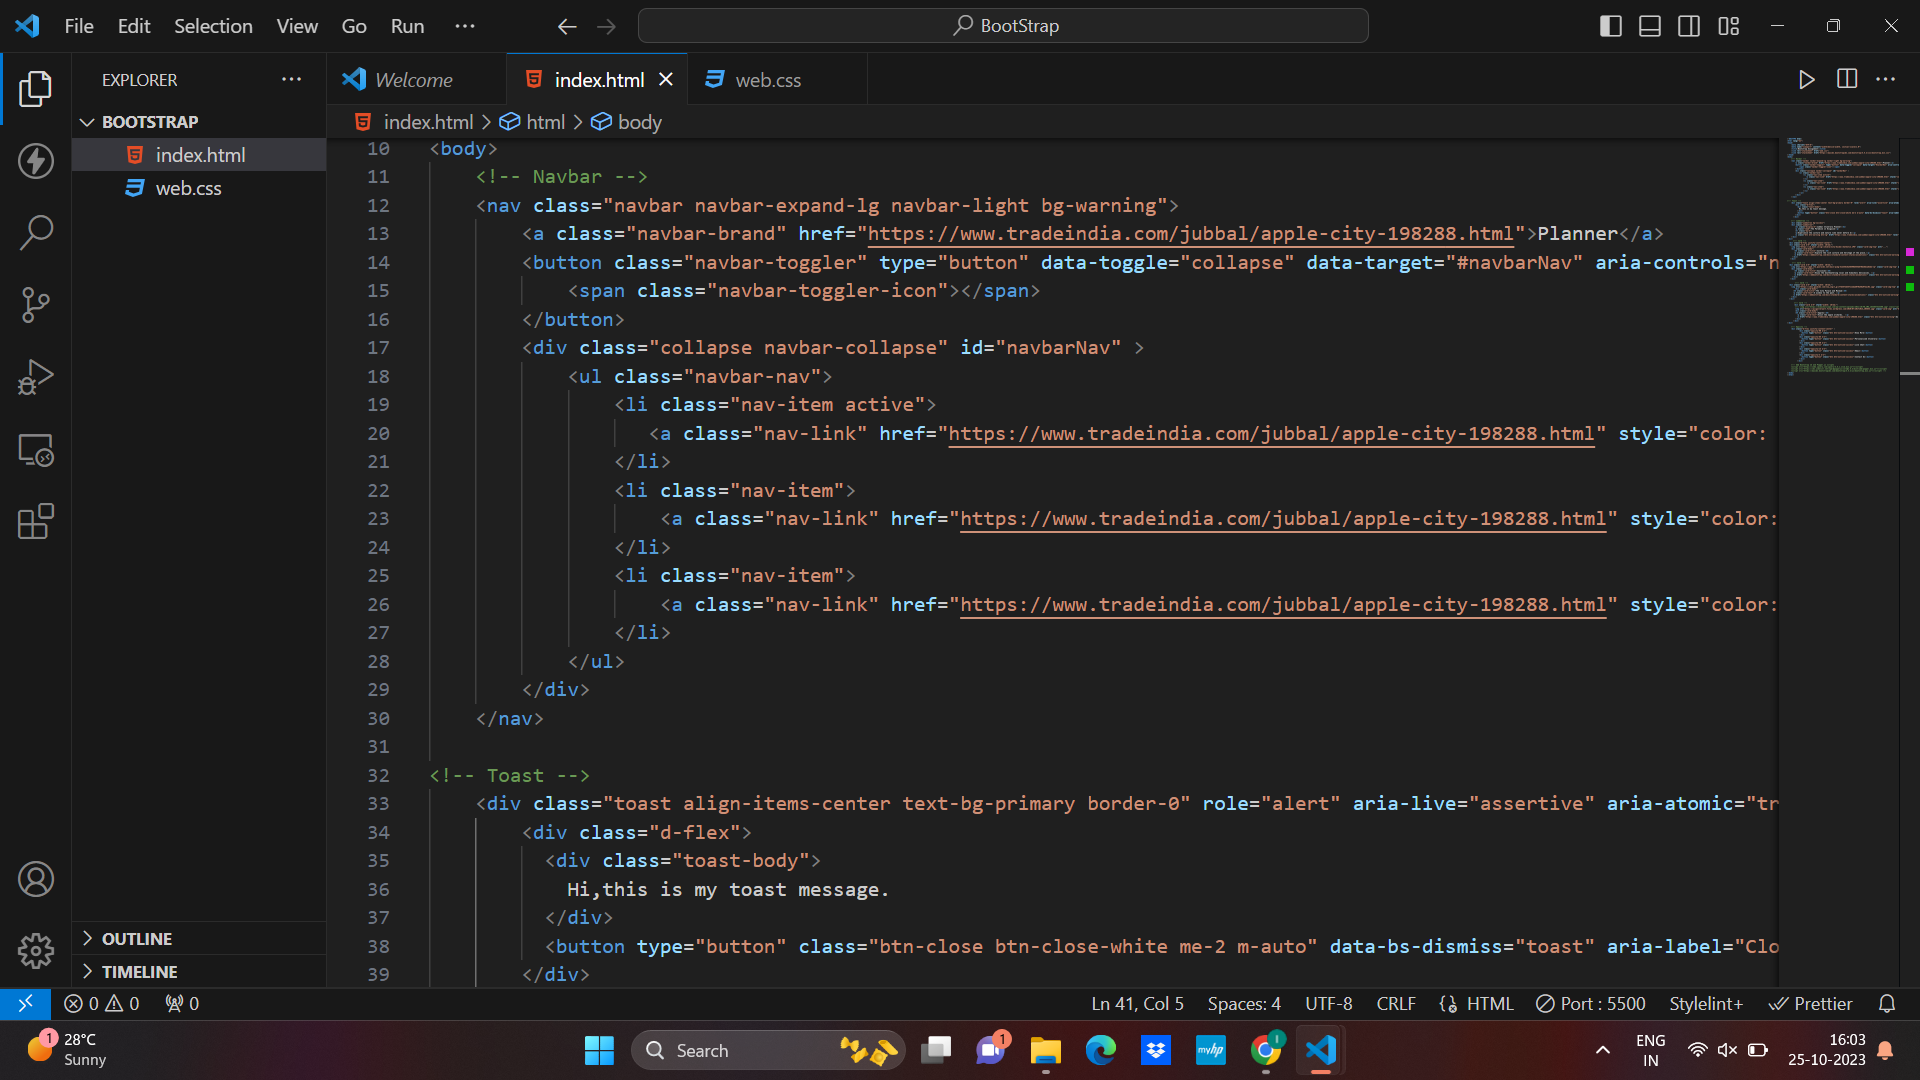 File Edit Selection View Go Run ···
BootStrap
EXPLORER
BOOTSTRAP
index.html
web.css
Welcome
index.html
web.css
index.html > html > body
10 <body>
11 <!-- Navbar -->
12 <nav class="navbar navbar-expand-lg navbar-light bg-warning">
13 <a class="navbar-brand" href="https://www.tradeindia.com/jubbal/apple-city-198288.html">Planner</a>
14 <button class="navbar-toggler" type="button" data-toggle="collapse" data-target="#navbarNav" aria-controls="n
15 <span class="navbar-toggler-icon"></span>
16 </button>
17 <div class="collapse navbar-collapse" id="navbarNav" >
18 <ul class="navbar-nav">
19 <li class="nav-item active">
20 <a class="nav-link" href="https://www.tradeindia.com/jubbal/apple-city-198288.html" style="color:
21 </li>
22 <li class="nav-item">
23 <a class="nav-link" href="https://www.tradeindia.com/jubbal/apple-city-198288.html" style="color:
24 </li>
25 <li class="nav-item">
26 <a class="nav-link" href="https://www.tradeindia.com/jubbal/apple-city-198288.html" style="color:
27 </li>
28 </ul>
29 </div>
30 </nav>
31
32 <!-- Toast -->
33 <div class="toast align-items-center text-bg-primary border-0" role="alert" aria-live="assertive" aria-atomic="tr
34 <div class="d-flex">
35 <div class="toast-body">
36 Hi,this is my toast message.
37 </div>
38 <button type="button" class="btn-close btn-close-white me-2 m-auto" data-bs-dismiss="toast" aria-label="Clo
39 </div>
OUTLINE
TIMELINE
0 0 0
Ln 41, Col 5 Spaces: 4 UTF-8 CRLF HTML Port : 5500 Stylelint+ Prettier
1
28°C
Sunny
Search
1
myhp
I
ENG
IN
16:03
25-10-2023